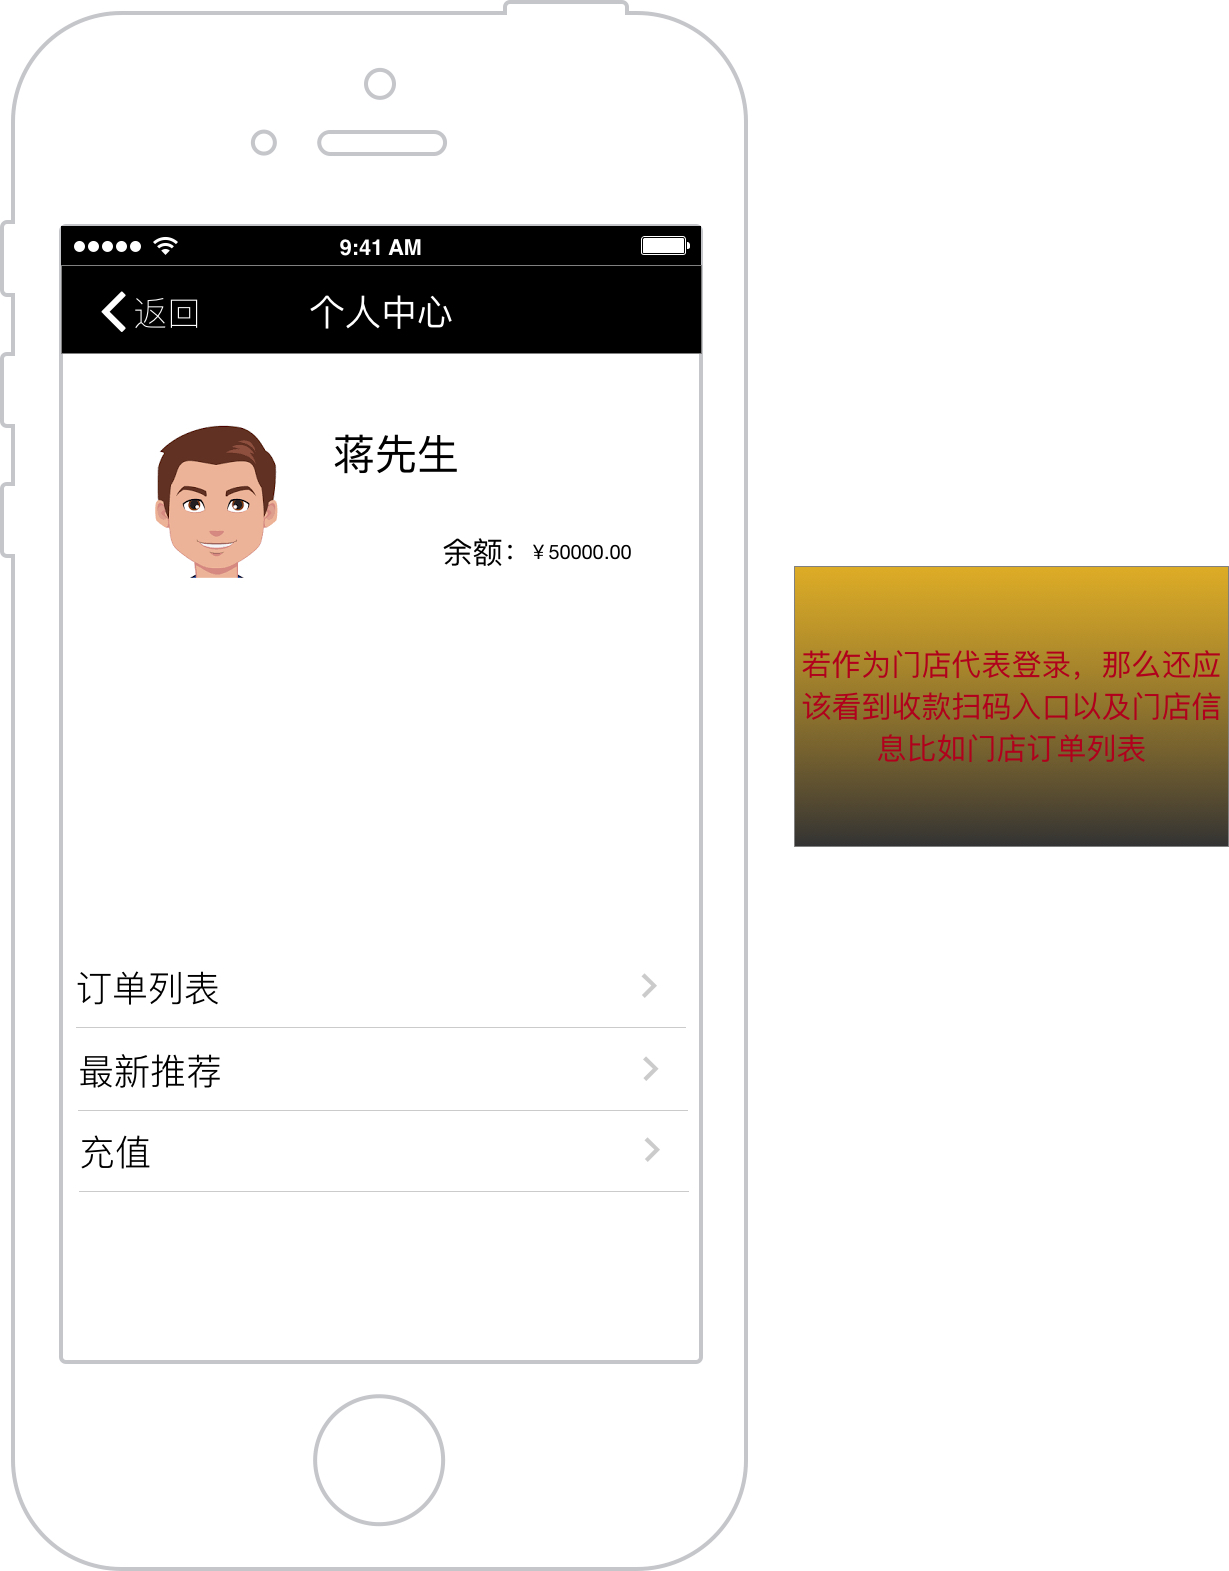 9:41 AM
返回
个人中心
蒋先生
余额：￥50000.00
若作为门店代表登录，那么还应
该看到收款扫码入口以及门店信
息比如门店订单列表
订单列表
最新推荐
充值